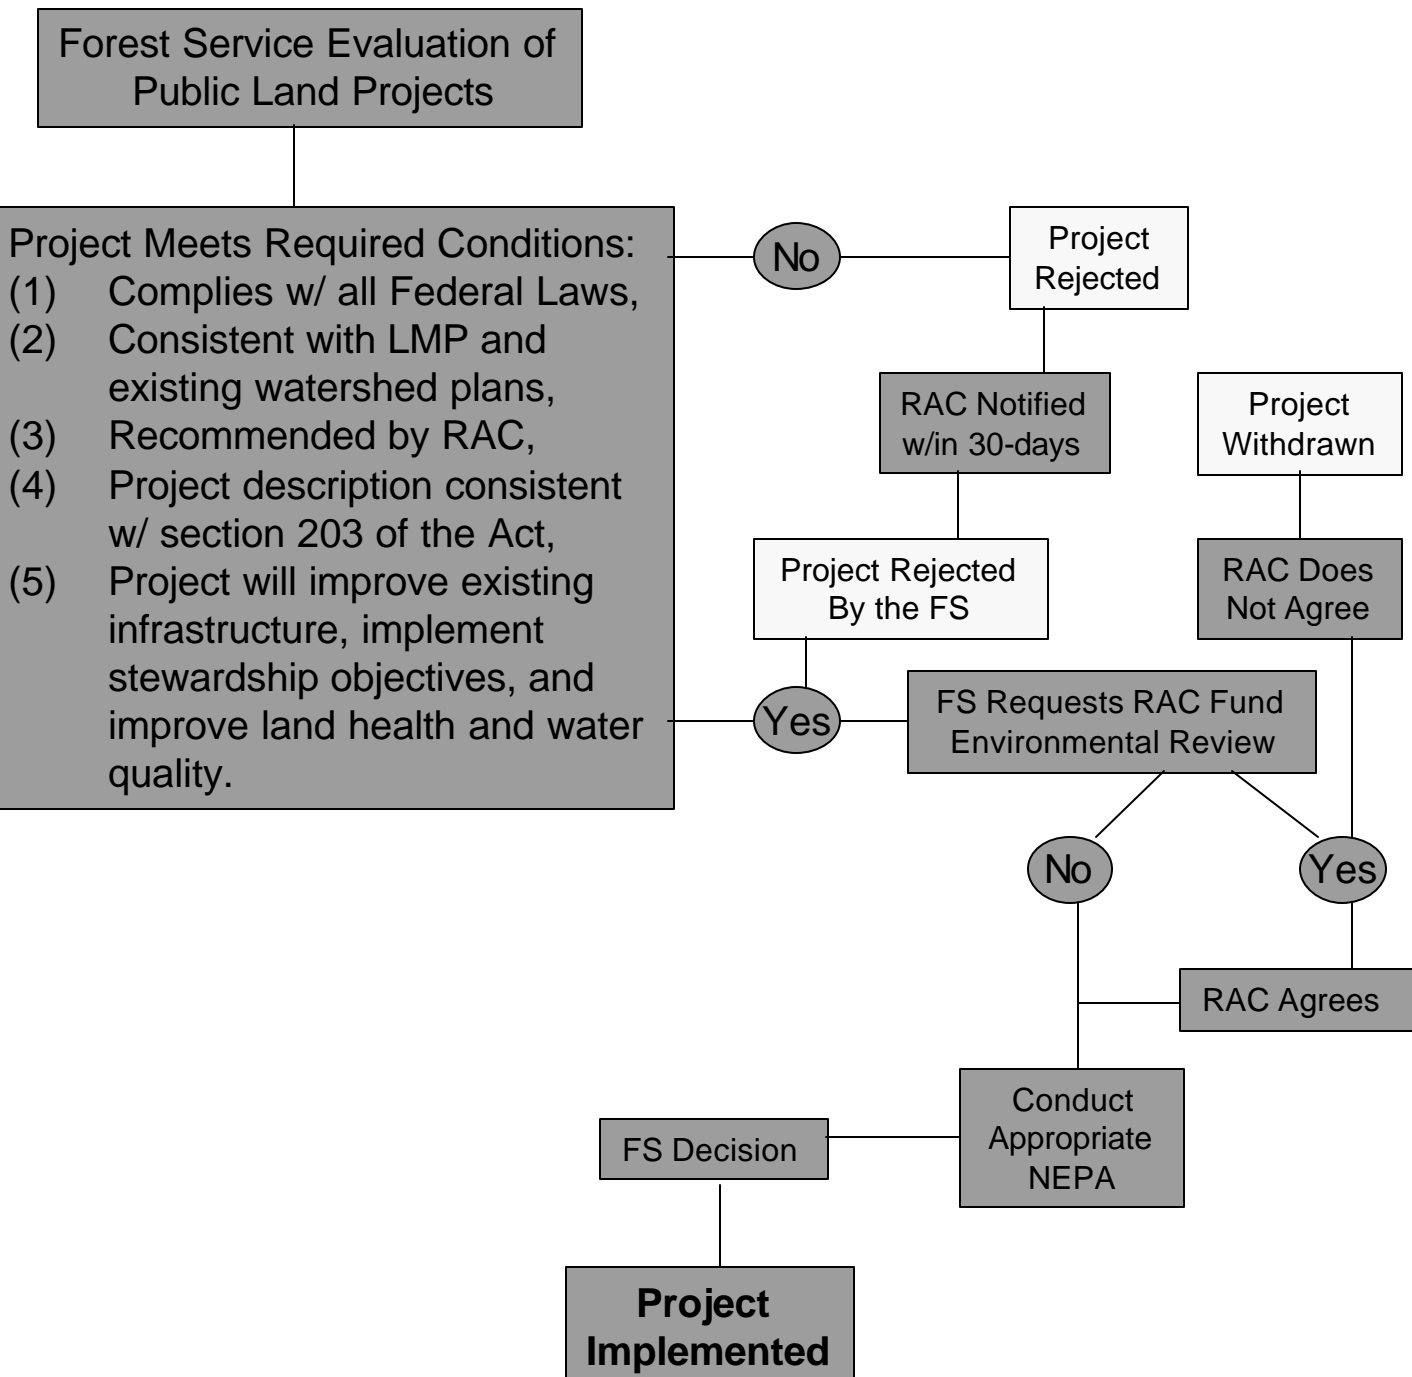 Forest Service Evaluation of
Public Land Projects
Project Meets Required Conditions:
(1) Complies w/ all Federal Laws,
(2) Consistent with LMP and
existing watershed plans,
(3) Recommended by RAC,
(4) Project description consistent
w/ section 203 of the Act,
(5) Project will improve existing
infrastructure, implement
stewardship objectives, and
improve land health and water
quality.
No
Project
Rejected
RAC Notified
w/in 30-days
Project
Withdrawn
Project Rejected
By the FS
RAC Does
Not Agree
Yes
FS Requests RAC Fund
Environmental Review
No
Yes
RAC Agrees
Conduct
Appropriate
NEPA
FS Decision
Project
Implemented